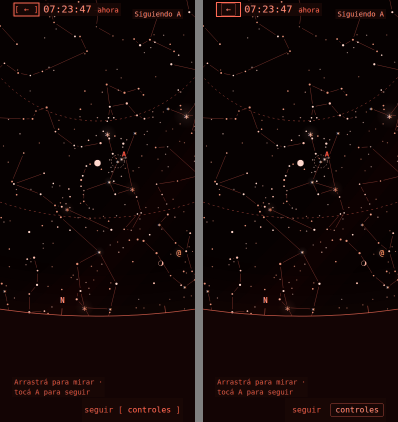 [ ← ] 07:23:47 ahora
Siguiendo A
A
@
N
Arrastrá para mirar ·
tocá A para seguir
seguir [ controles ]
← 07:23:47 ahora
Siguiendo A
A
@
N
Arrastrá para mirar ·
tocá A para seguir
seguir controles